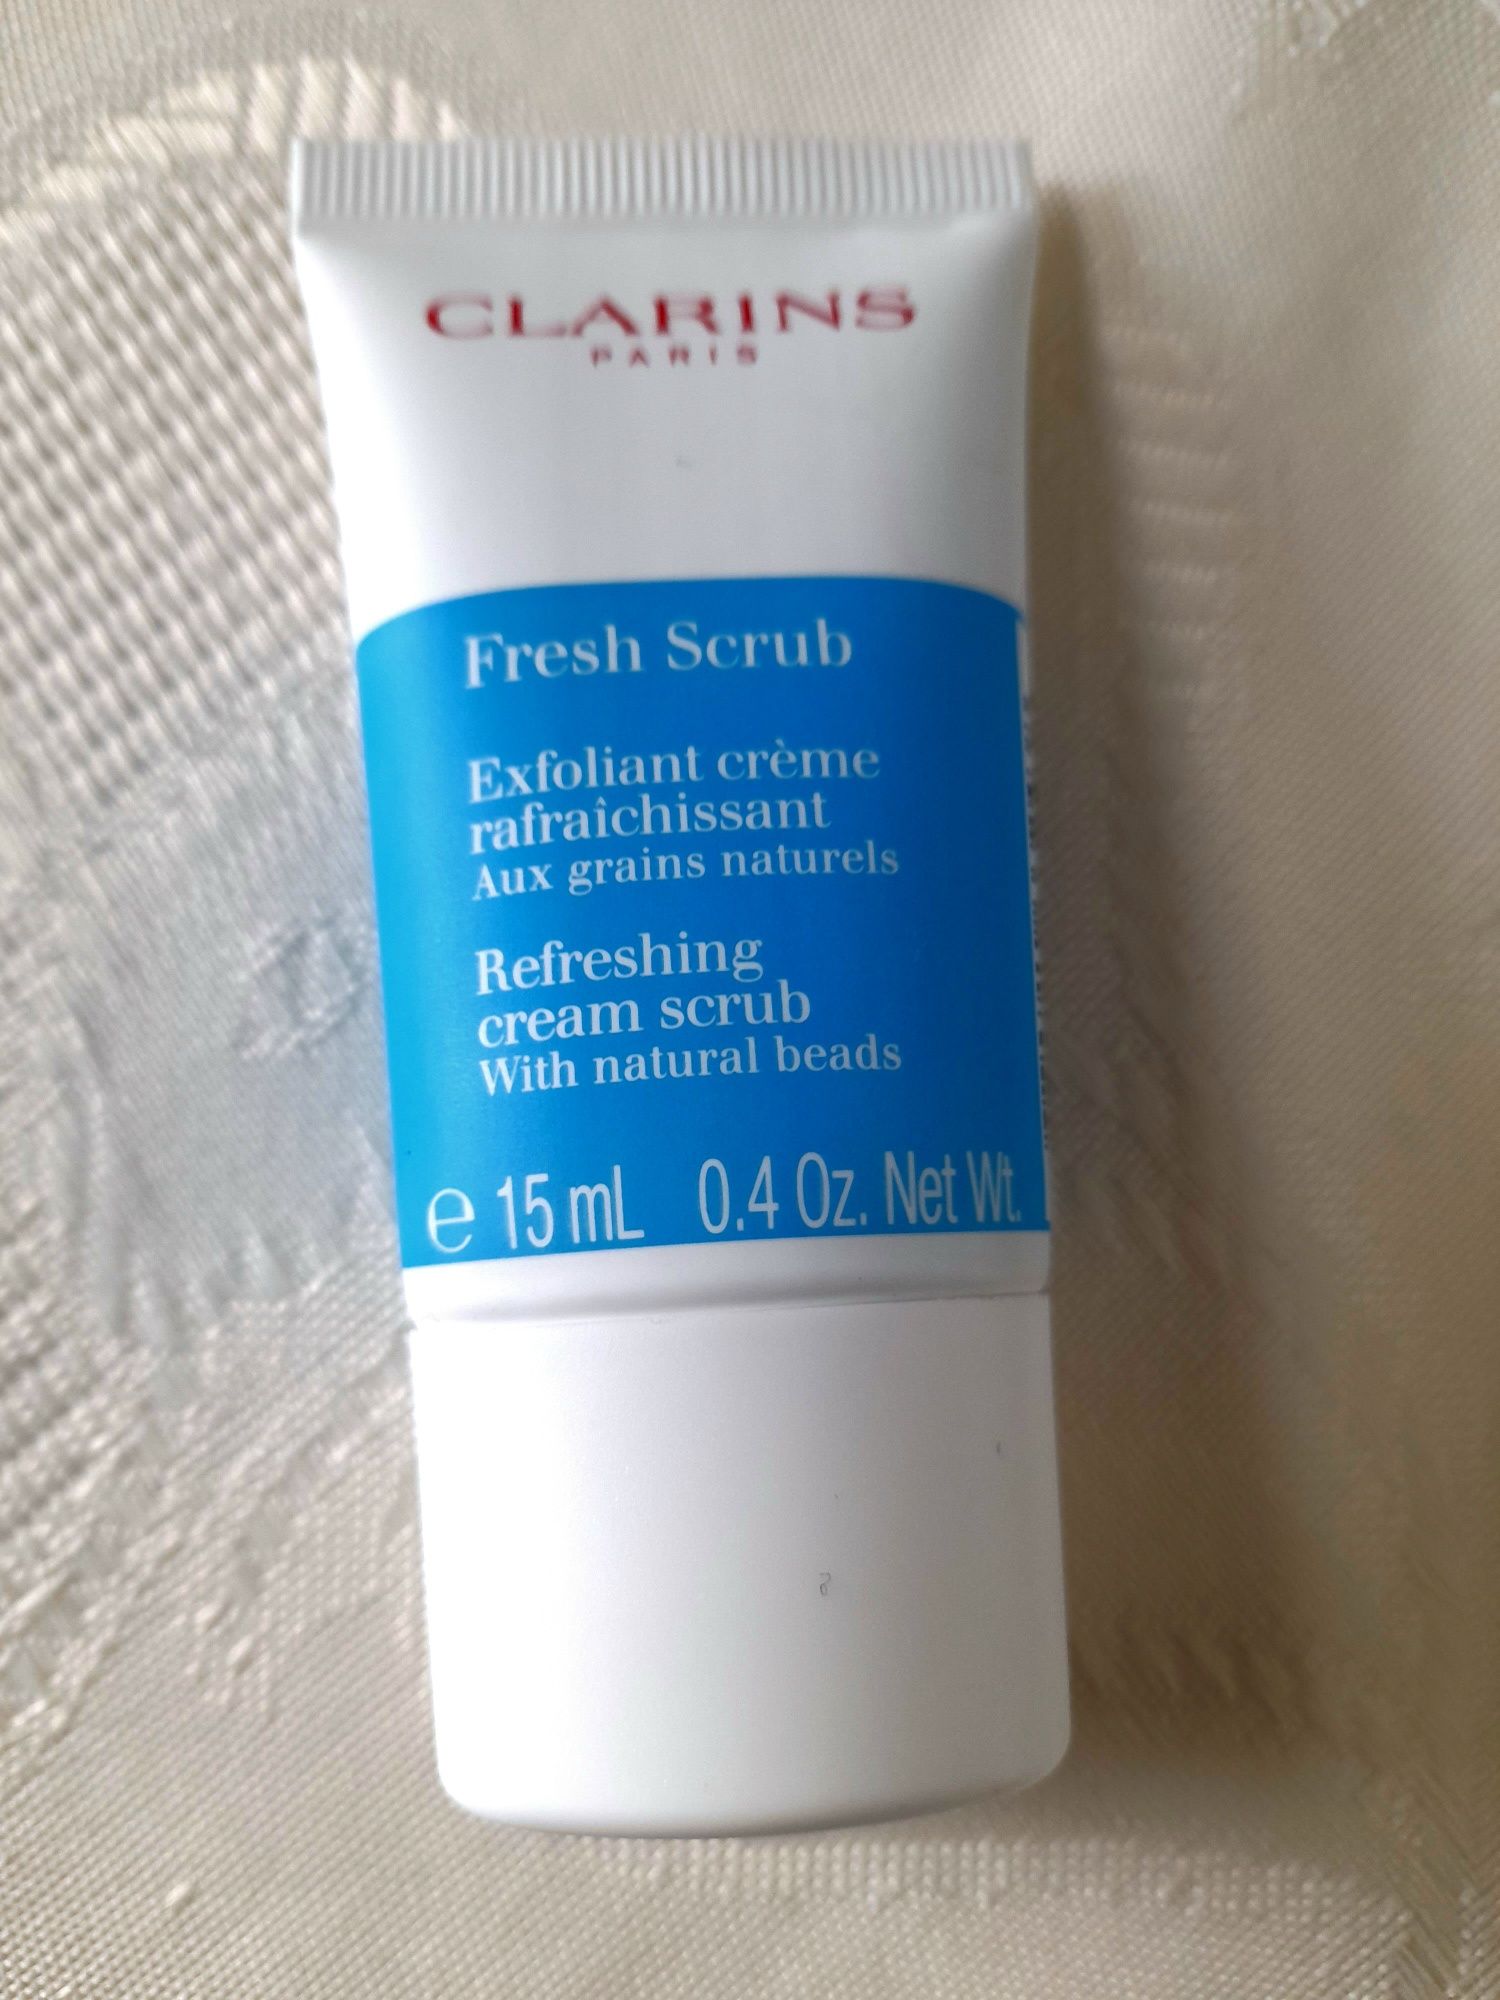 CLARINS
PARIS
Fresh Scrub
Exfoliant crème
rafraîchissant
Aux grains naturels
Refreshing
cream scrub
With natural beads
e 15 mL 0.4 Oz. Net Wt.